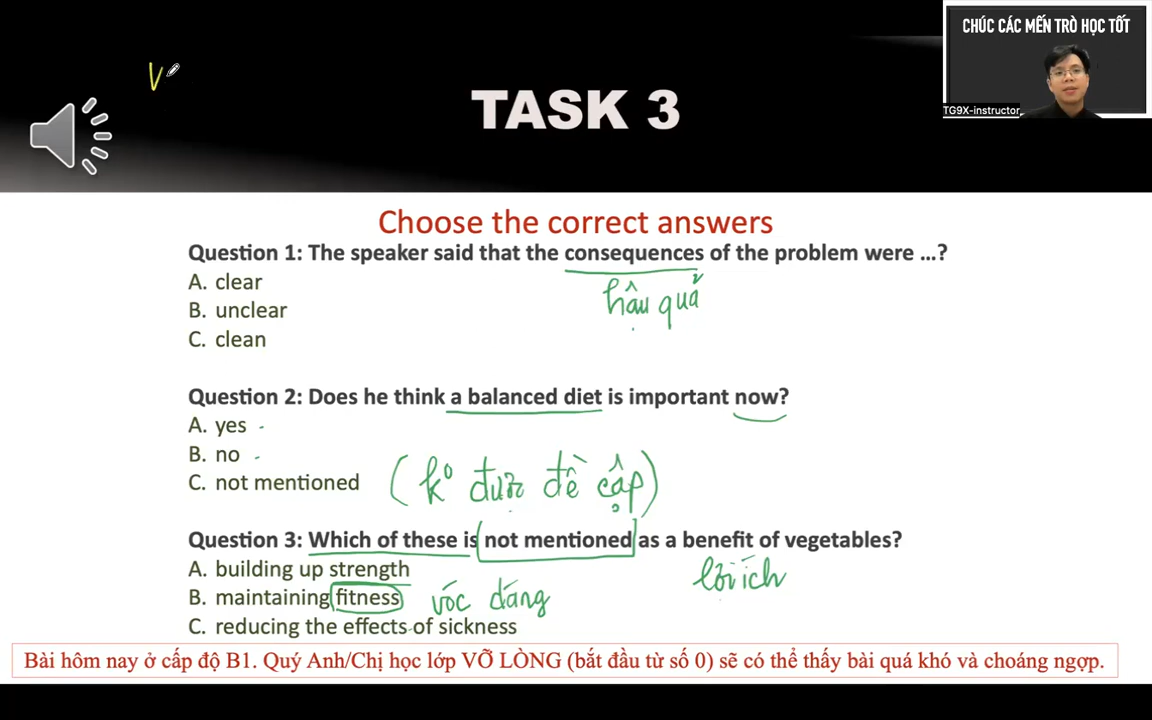 CHÚC CÁC MẾN TRÒ HỌC TỐT
TG9X-instructor
V
TASK 3
Choose the correct answers
Question 1: The speaker said that the consequences of the problem were ...?
hậu quả
A. clear
B. unclear
C. clean
Question 2: Does he think a balanced diet is important now?
A. yes
B. no
C. not mentioned
(k° được đề cập)
Question 3: Which of these is not mentioned as a benefit of vegetables?
lợi ích
A. building up strength
B. maintaining fitness
vóc dáng
C. reducing the effects of sickness
Bài hôm nay ở cấp độ B1. Quý Anh/Chị học lớp VỠ LÒNG (bắt đầu từ số 0) sẽ có thể thấy bài quá khó và choáng ngợp.